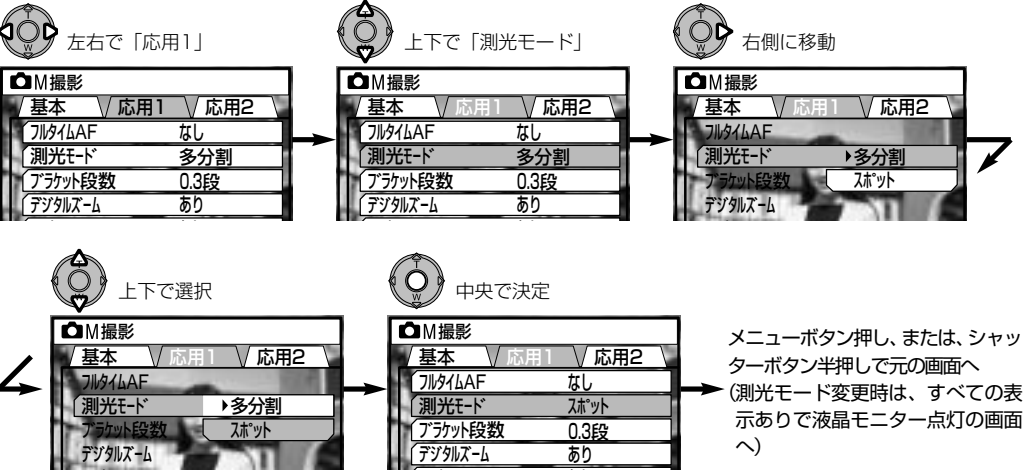 左右で「応用1」
M撮影
基本 応用1 応用2
フルタイムAF なし
測光モード 多分割
ブラケット段数 0.3段
デジタルズーム あり
上下で「測光モード」
M撮影
基本 応用1 応用2
フルタイムAF なし
測光モード 多分割
ブラケット段数 0.3段
デジタルズーム あり
右側に移動
M撮影
基本 応用1 応用2
フルタイムAF
測光モード 多分割
ブラケット段数 スポット
デジタルズーム
上下で選択
M撮影
基本 応用1 応用2
フルタイムAF
測光モード 多分割
ブラケット段数 スポット
デジタルズーム
中央で決定
M撮影
基本 応用1 応用2
フルタイムAF なし
測光モード スポット
ブラケット段数 0.3段
デジタルズーム あり
メニューボタン押し、または、シャッ
ターボタン半押しで元の画面へ
(測光モード変更時は、すべての表
示ありで液晶モニター点灯の画面
へ)